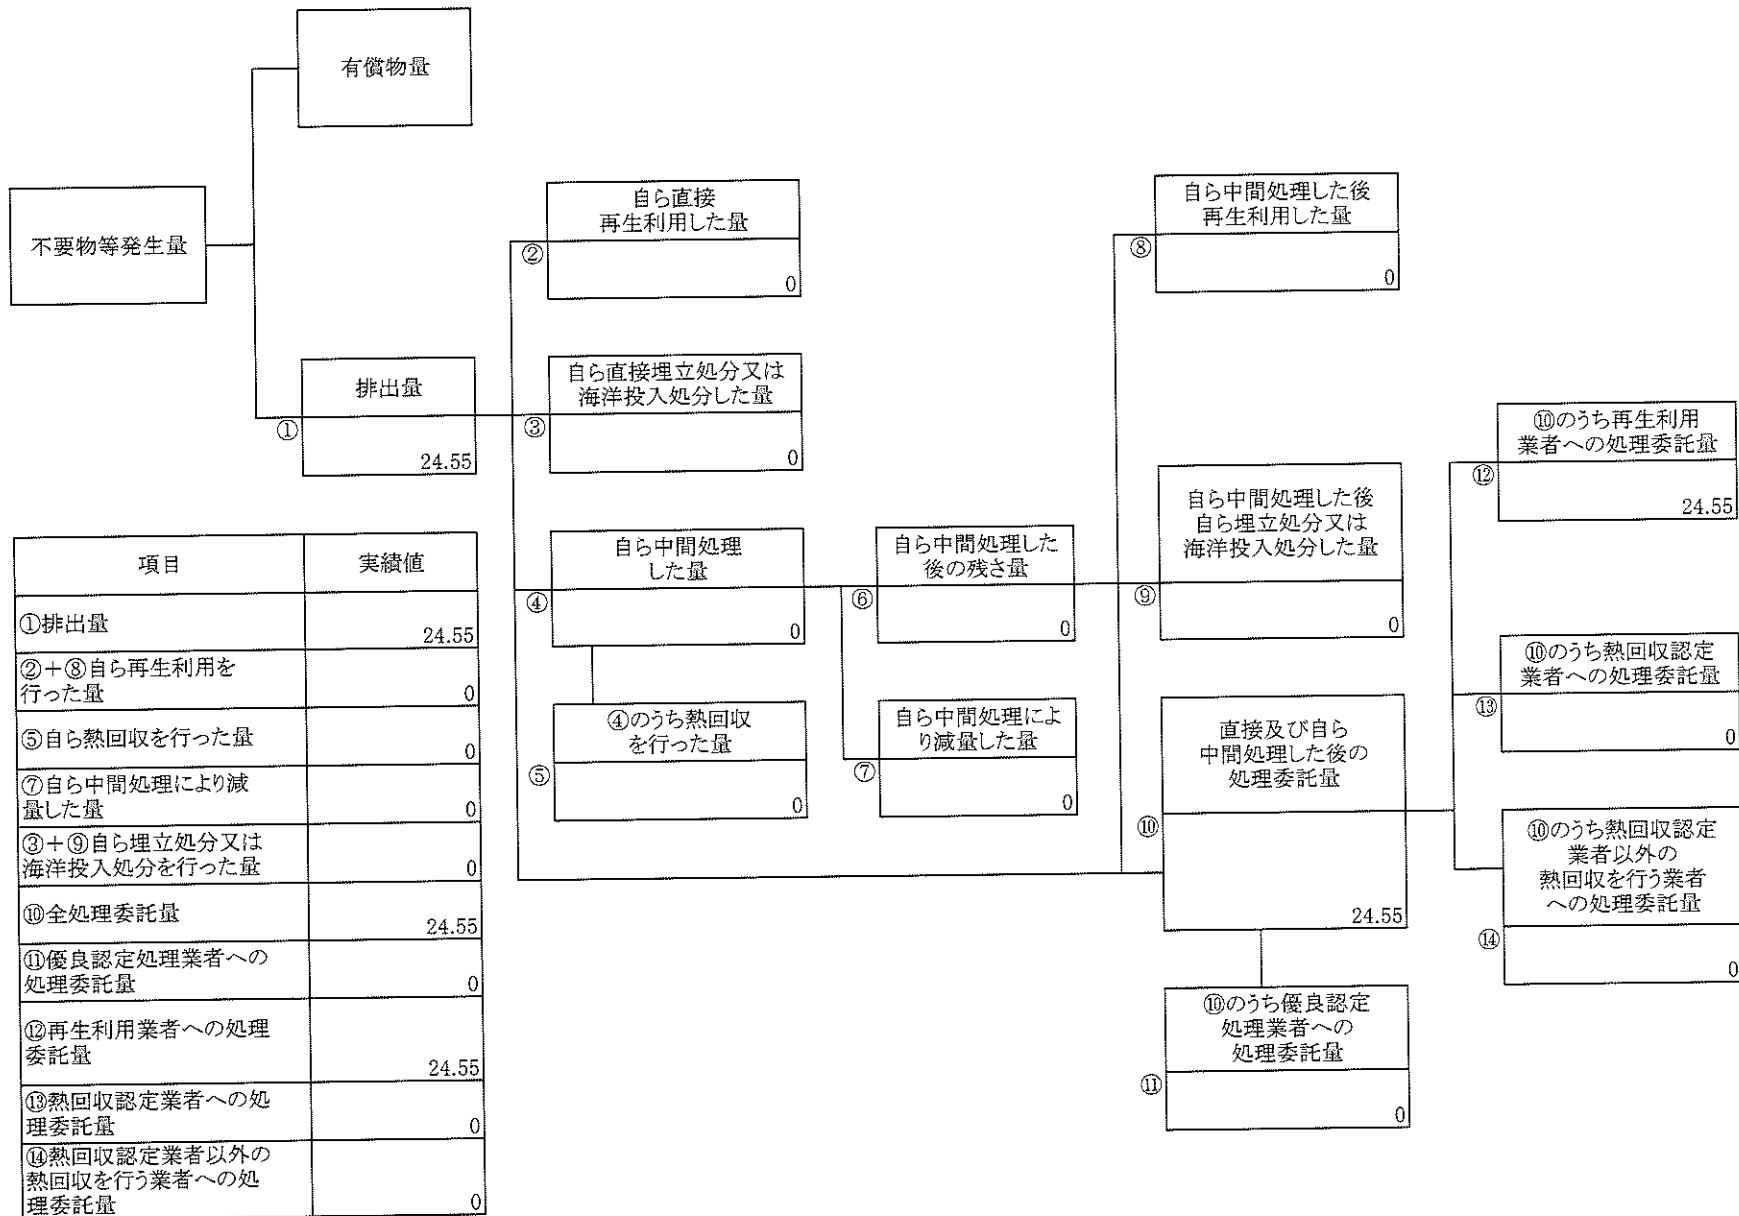 有償物量
不要物等発生量
自ら直接
再生利用した量
②
0
自ら中間処理した後
再生利用した量
⑧
0
排出量
①
24.55
自ら直接埋立処分又は
海洋投入処分した量
③
0
⑩のうち再生利用
業者への処理委託量
⑫
24.55
自ら中間処理
した量
④
0
自ら中間処理した
後の残さ量
⑥
0
自ら中間処理した後
自ら埋立処分又は
海洋投入処分した量
⑨
0
⑩のうち熱回収認定
業者への処理委託量
⑬
0
④のうち熱回収
を行った量
⑤
0
自ら中間処理によ
り減量した量
⑦
0
直接及び自ら
中間処理した後の
処理委託量
⑩
24.55
⑩のうち熱回収認定
業者以外の
熱回収を行う業者
への処理委託量
⑭
0
⑩のうち優良認定
処理業者への
処理委託量
⑪
0
項目 実績値
①排出量 24.55
②+⑧自ら再生利用を
行った量 0
⑤自ら熱回収を行った量 0
⑦自ら中間処理により減
量した量 0
③+⑨自ら埋立処分又は
海洋投入処分を行った量 0
⑩全処理委託量 24.55
⑪優良認定処理業者への
処理委託量 0
⑫再生利用業者への処理
委託量 24.55
⑬熱回収認定業者への処
理委託量 0
⑭熱回収認定業者以外の
熱回収を行う業者への処
理委託量 0